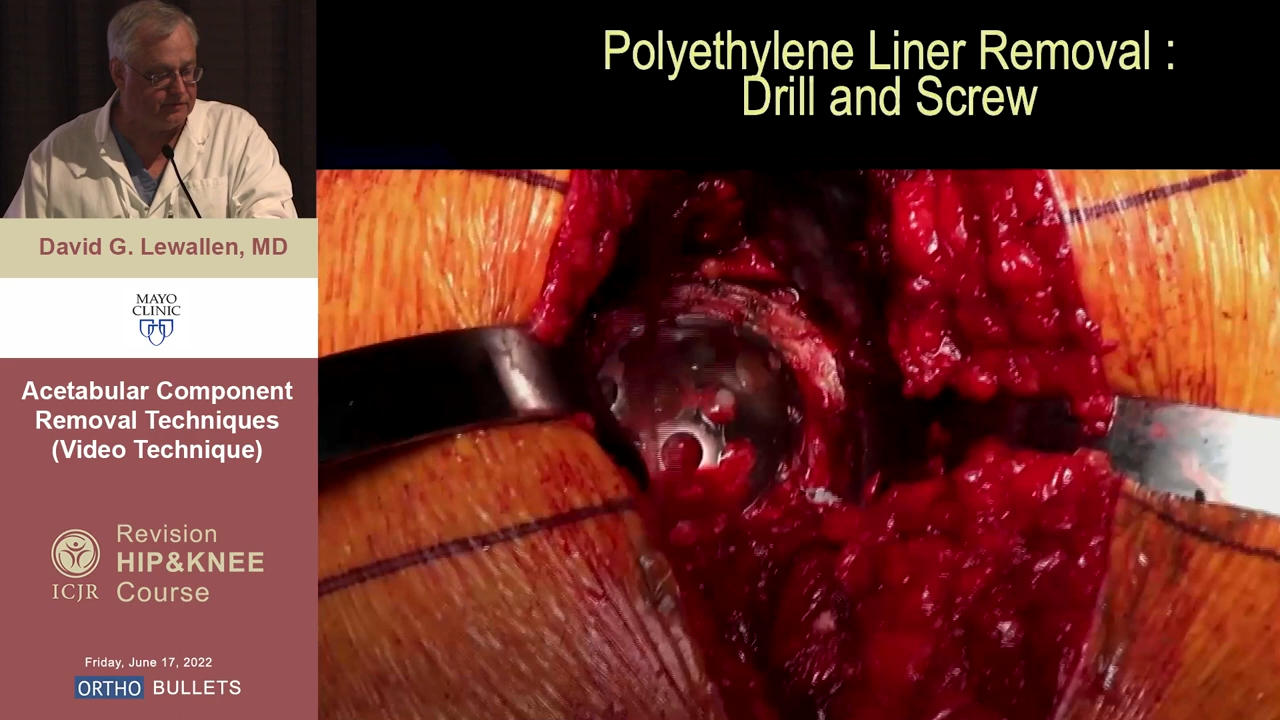 Polyethylene Liner Removal :
Drill and Screw
David G. Lewallen, MD
MAYO
CLINIC
Acetabular Component
Removal Techniques
(Video Technique)
Revision
HIP&KNEE
Course
ICJR
Friday, June 17, 2022
ORTHO BULLETS